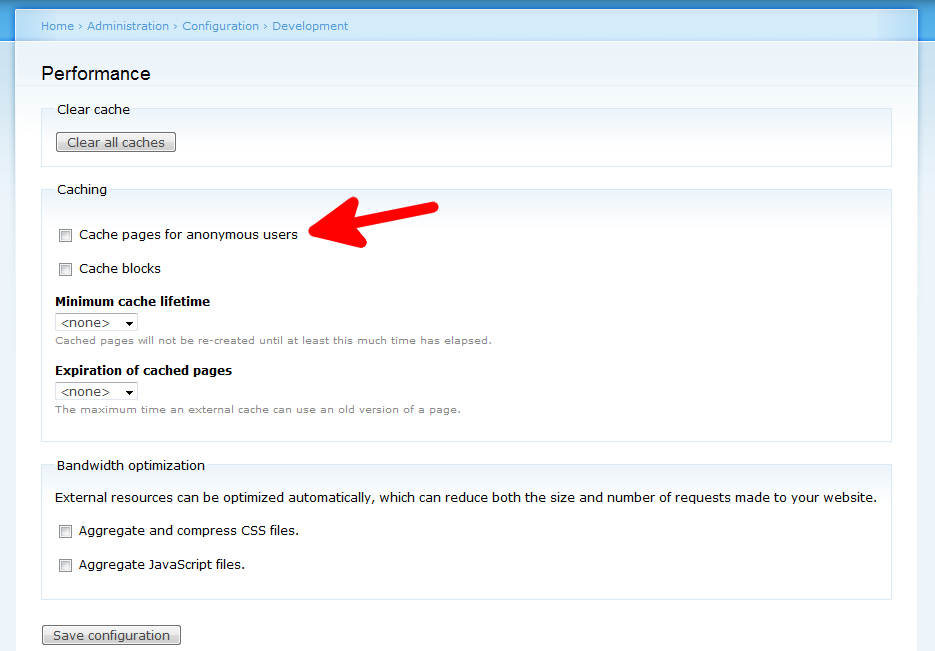 Home › Administration › Configuration › Development
Performance
Clear cache
Clear all caches
Caching
Cache pages for anonymous users
Cache blocks
Minimum cache lifetime
<none>
Cached pages will not be re-created until at least this much time has elapsed.
Expiration of cached pages
<none>
The maximum time an external cache can use an old version of a page.
Bandwidth optimization
External resources can be optimized automatically, which can reduce both the size and number of requests made to your website.
Aggregate and compress CSS files.
Aggregate JavaScript files.
Save configuration